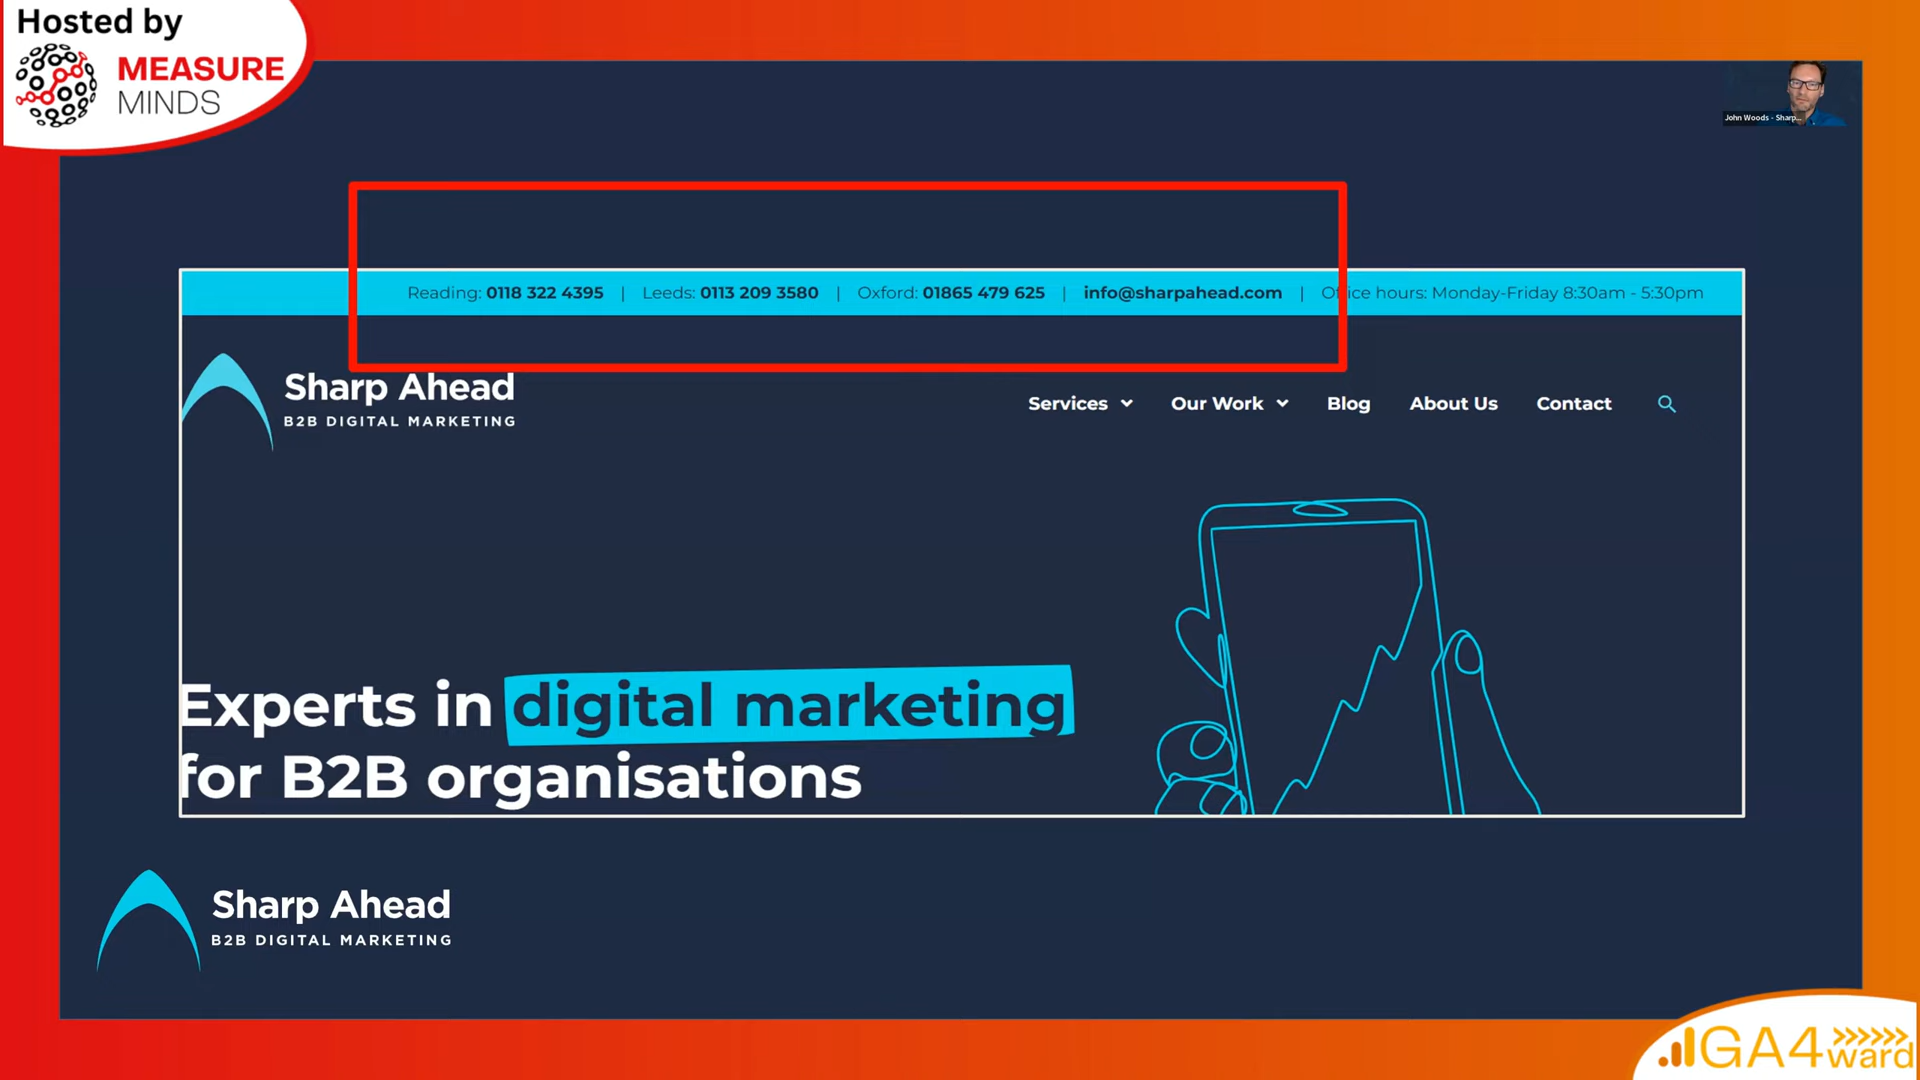 Hosted by
MEASURE
MINDS
John Woods - Sharp...
Reading: 0118 322 4395 | Leeds: 0113 209 3580 | Oxford: 01865 479 625 | info@sharpahead.com | Office hours: Monday-Friday 8:30am - 5:30pm
Sharp Ahead
B2B DIGITAL MARKETING
Services Our Work Blog About Us Contact
Experts in digital marketing
for B2B organisations
Sharp Ahead
B2B DIGITAL MARKETING
GA4ward